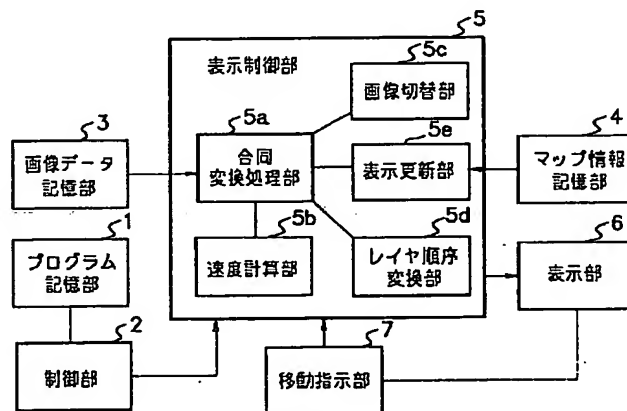 5
表示制御部
5c
画像切替部
3
画像データ
記憶部
5a
合同
変換処理部
5e
表示更新部
4
マップ情報
記憶部
1
プログラム
記憶部
5b
速度計算部
5d
レイヤ順序
変換部
6
表示部
2
制御部
7
移動指示部